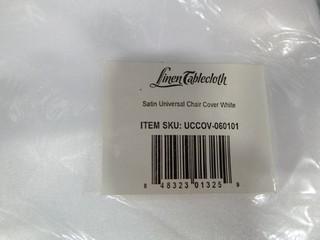 Linen Tablecloth
Satin Universal Chair Cover White
ITEM SKU: UCCOV-060101
8 48323 01325 9